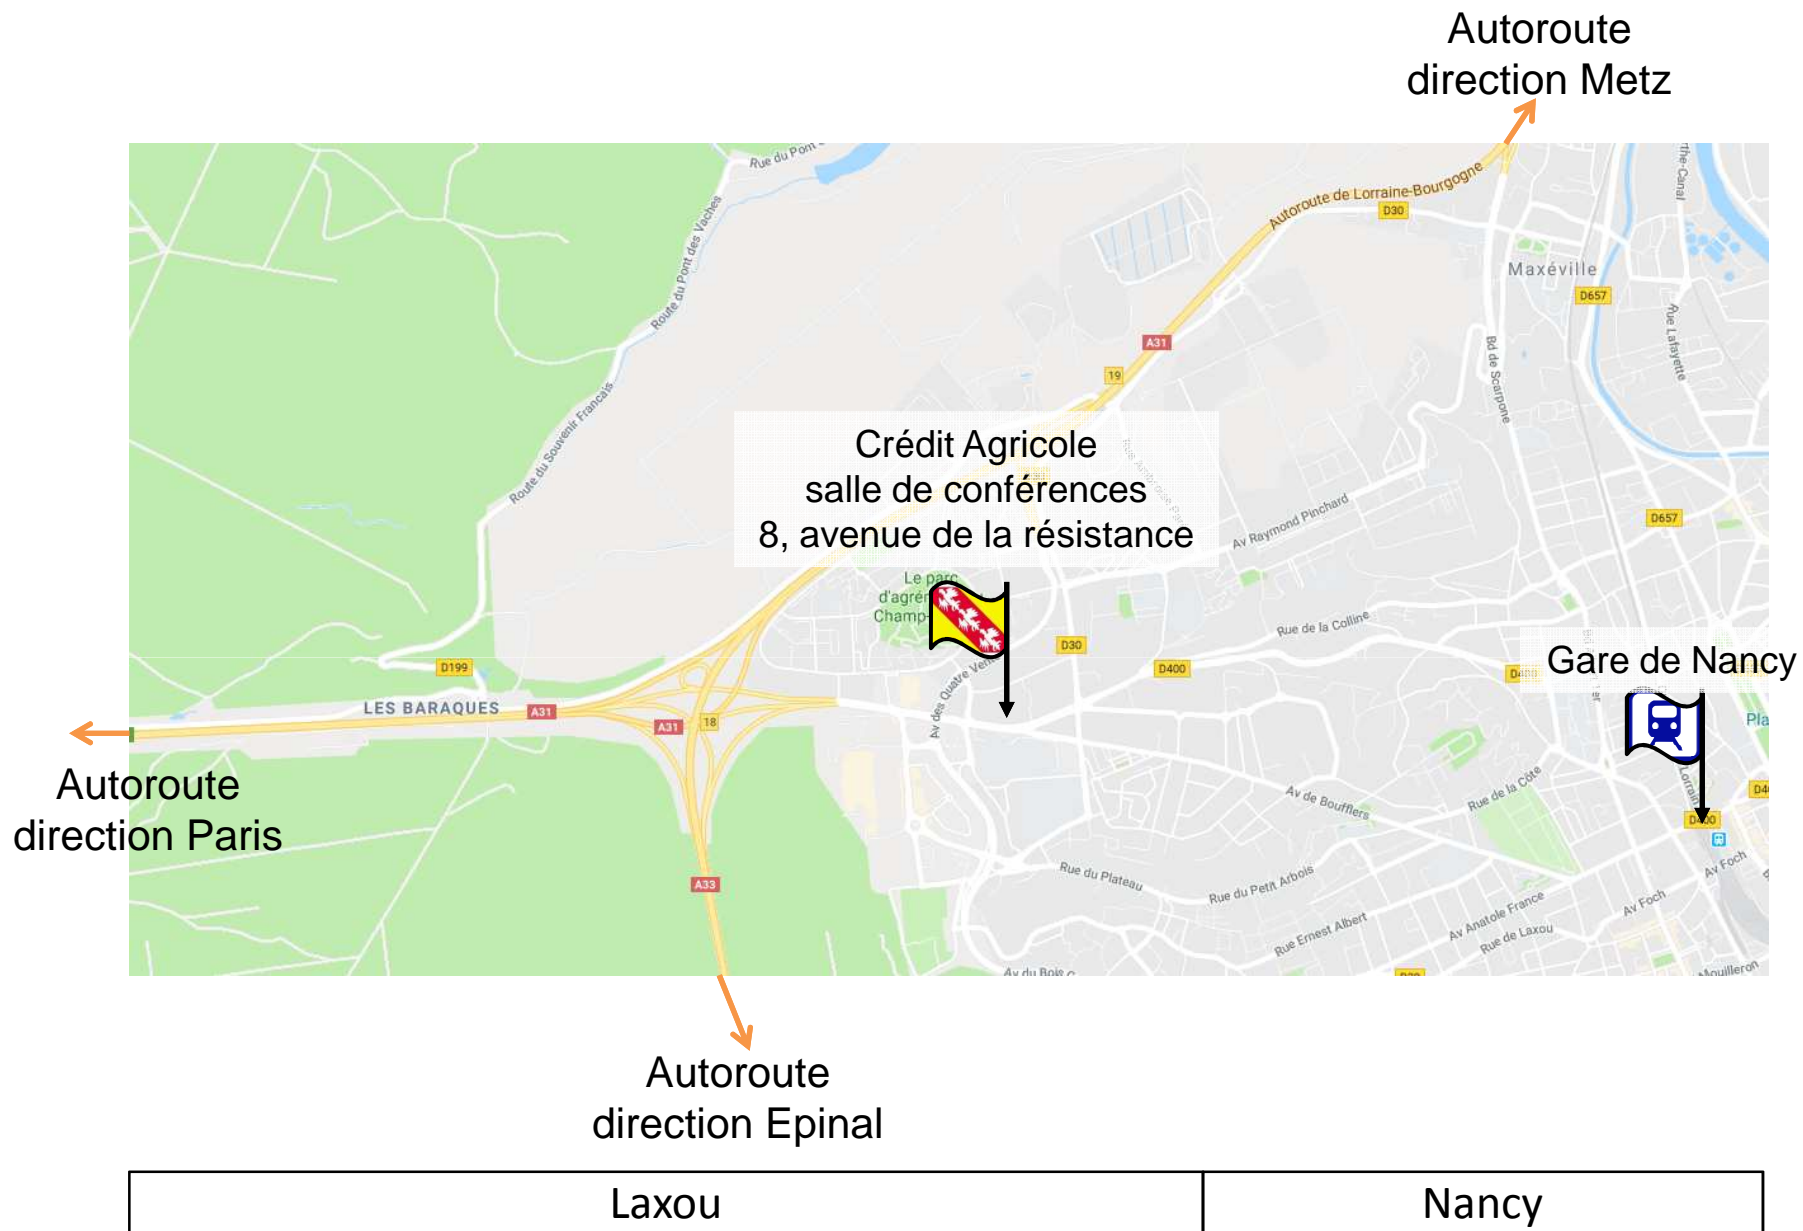 Autoroute
direction Metz
Rue du Pont
Route du Pont des Vaches
Autoroute de Lorraine-Bourgogne
D30
Maxéville
D657
Rue Lafayette
A31
Bd de Scarpone
19
Route du Souvenir Français
Crédit Agricole
salle de conférences
8, avenue de la résistance
Av Raymond Pinchard
D657
Le parc
Rue de la Colline
D30
D199
D400
Gare de Nancy
LES BARAQUES
A31
A31
18
Av des Quatre Vents
Autoroute
direction Paris
Av de Boufflers
Rue de la Côte
D400
Rue du Plateau
Rue du Petit Arbois
A33
Av Foch
Av Foch
Rue Ernest Albert
Av Anatole France
Rue de Laxou
Autoroute
direction Epinal
Laxou
Nancy